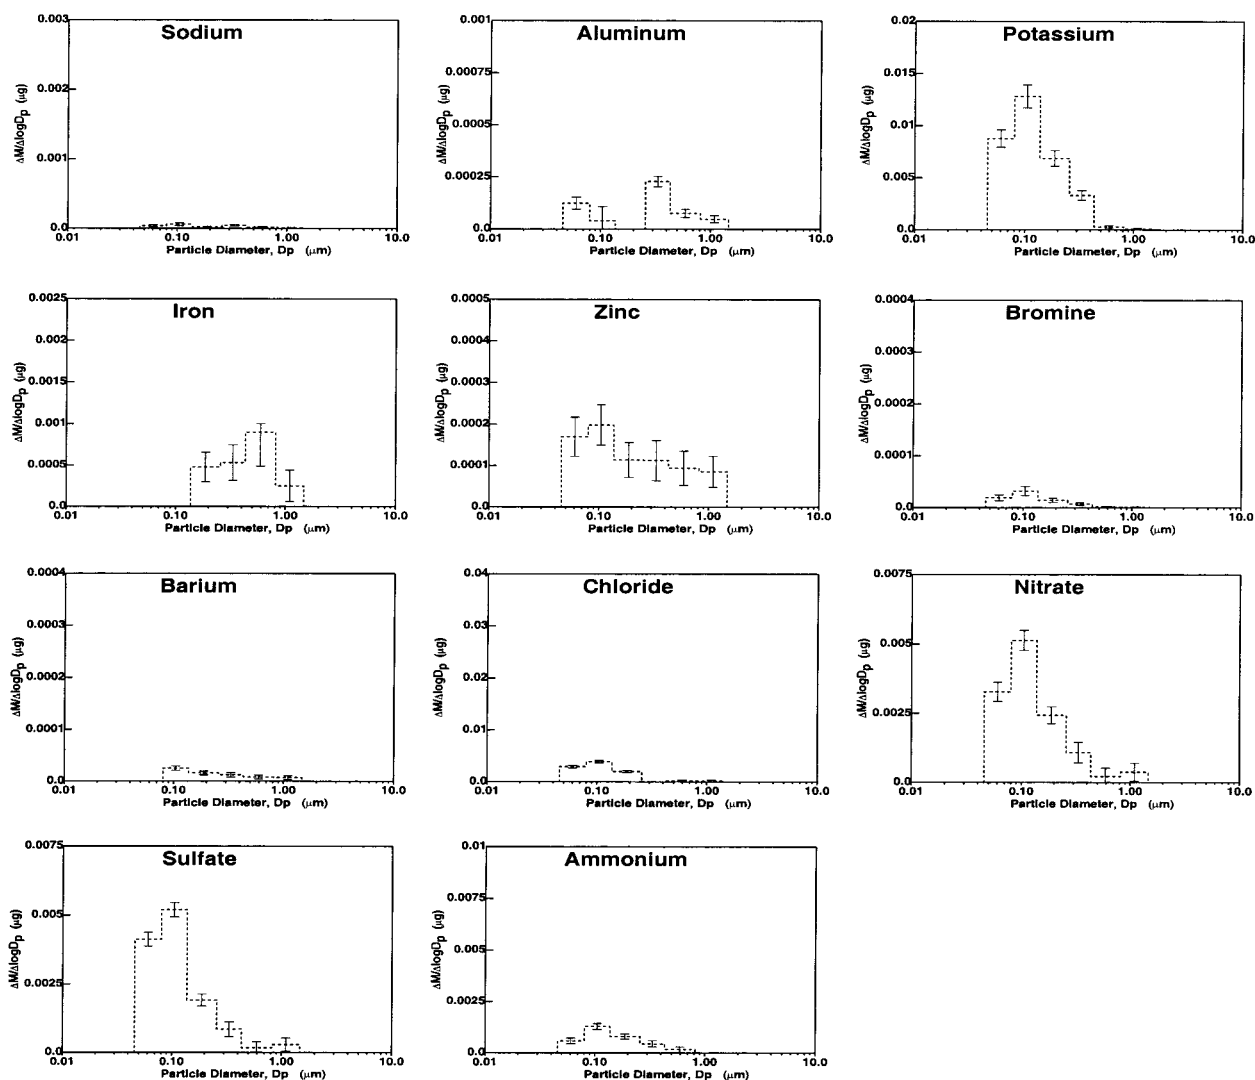 Sodium
0.003
0.002
0.001
0.0
ΔM/ΔlogDp (μg)
0.01 0.10 1.00 10.0
Particle Diameter, Dp (μm)
Aluminum
0.001
0.00075
0.0005
0.00025
0.0
ΔM/ΔlogDp (μg)
0.01 0.10 1.00 10.0
Particle Diameter, Dp (μm)
Potassium
0.02
0.015
0.01
0.005
0.0
ΔM/ΔlogDp (μg)
0.01 0.10 1.00 10.0
Particle Diameter, Dp (μm)
Iron
0.0025
0.002
0.0015
0.001
0.0005
0.0
ΔM/ΔlogDp (μg)
0.01 0.10 1.00 10.0
Particle Diameter, Dp (μm)
Zinc
0.0005
0.0004
0.0003
0.0002
0.0001
0.0
ΔM/ΔlogDp (μg)
0.01 0.10 1.00 10.0
Particle Diameter, Dp (μm)
Bromine
0.0004
0.0003
0.0002
0.0001
0.0
ΔM/ΔlogDp (μg)
0.01 0.10 1.00 10.0
Particle Diameter, Dp (μm)
Barium
0.0004
0.0003
0.0002
0.0001
0.0
ΔM/ΔlogDp (μg)
0.01 0.10 1.00 10.0
Particle Diameter, Dp (μm)
Chloride
0.04
0.03
0.02
0.01
0.0
ΔM/ΔlogDp (μg)
0.01 0.10 1.00 10.0
Particle Diameter, Dp (μm)
Nitrate
0.0075
0.005
0.0025
0.0
ΔM/ΔlogDp (μg)
0.01 0.10 1.00 10.0
Particle Diameter, Dp (μm)
Sulfate
0.0075
0.005
0.0025
0.0
ΔM/ΔlogDp (μg)
0.01 0.10 1.00 10.0
Particle Diameter, Dp (μm)
Ammonium
0.01
0.0075
0.005
0.0025
0.0
ΔM/ΔlogDp (μg)
0.01 0.10 1.00 10.0
Particle Diameter, Dp (μm)